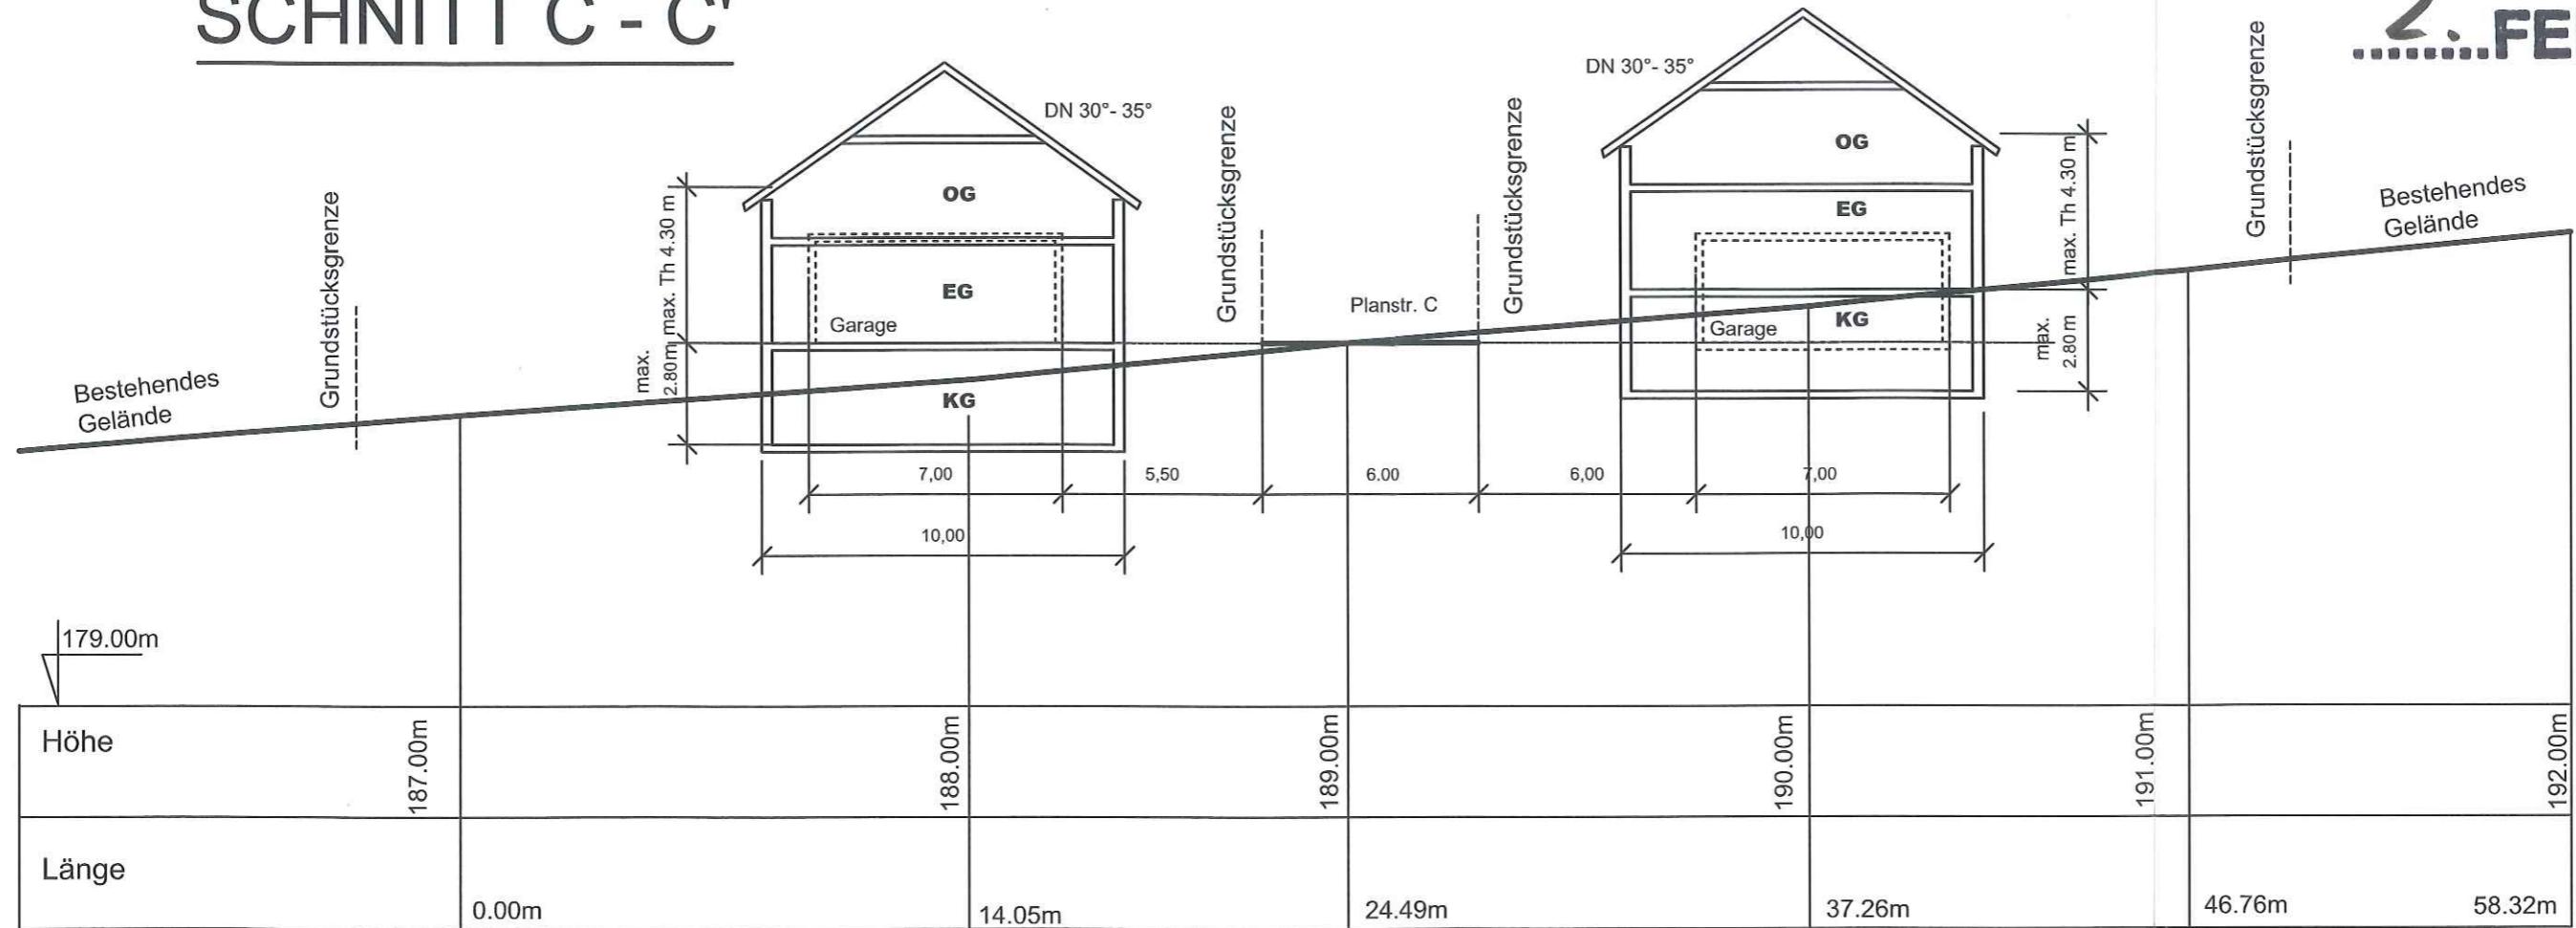 SCHNITT C - C'
2. FE
DN 30°- 35°
DN 30°- 35°
Grundstücksgrenze
Grundstücksgrenze
Grundstücksgrenze
Grundstücksgrenze
Bestehendes
Gelände
Bestehendes
Gelände
OG
EG
Garage
KG
max. Th 4.30 m
max.
2.80m
Planstr. C
OG
EG
Garage
KG
max. Th 4.30 m
max.
2.80 m
7,00
5,50
6.00
6,00
7,00
10,00
10,00
179.00m
Höhe
187.00m
188.00m
189.00m
190.00m
191.00m
192.00m
Länge
0.00m
14.05m
24.49m
37.26m
46.76m
58.32m